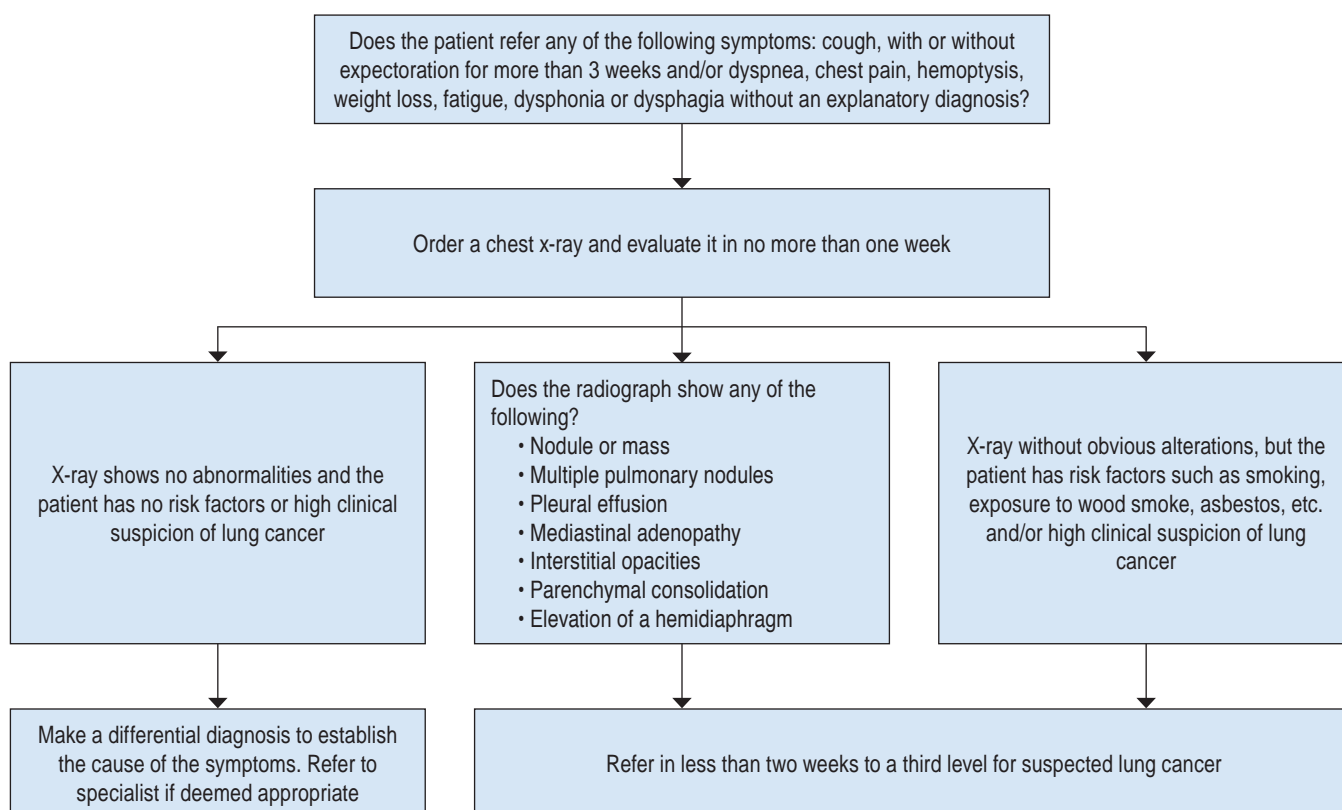 Does the patient refer any of the following symptoms: cough, with or without
expectoration for more than 3 weeks and/or dyspnea, chest pain, hemoptysis,
weight loss, fatigue, dysphonia or dysphagia without an explanatory diagnosis?
Order a chest x-ray and evaluate it in no more than one week
X-ray shows no abnormalities and the
patient has no risk factors or high clinical
suspicion of lung cancer
Does the radiograph show any of the
following?
• Nodule or mass
• Multiple pulmonary nodules
• Pleural effusion
• Mediastinal adenopathy
• Interstitial opacities
• Parenchymal consolidation
• Elevation of a hemidiaphragm
X-ray without obvious alterations, but the
patient has risk factors such as smoking,
exposure to wood smoke, asbestos, etc.
and/or high clinical suspicion of lung
cancer
Make a differential diagnosis to establish
the cause of the symptoms. Refer to
specialist if deemed appropriate
Refer in less than two weeks to a third level for suspected lung cancer